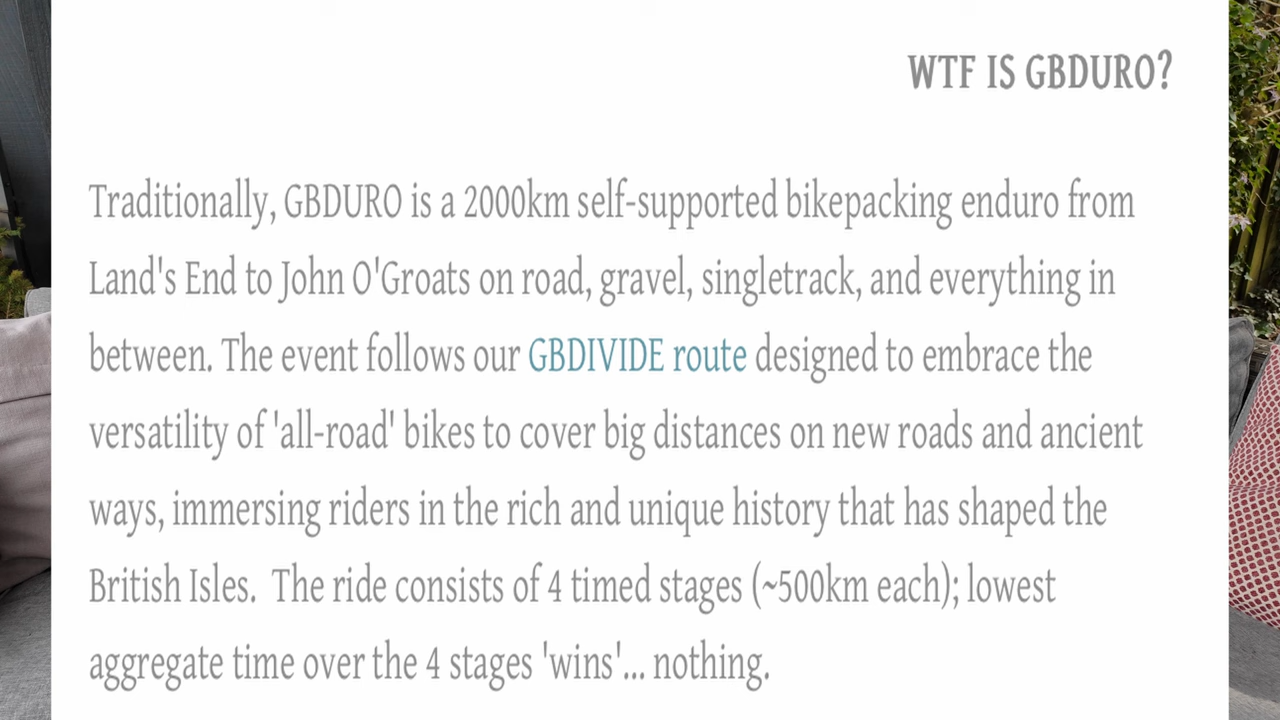 WTF IS GBDURO?
Traditionally, GBDURO is a 2000km self-supported bikepacking enduro from
Land's End to John O'Groats on road, gravel, singletrack, and everything in
between. The event follows our GBDIVIDE route designed to embrace the
versatility of 'all-road' bikes to cover big distances on new roads and ancient
ways, immersing riders in the rich and unique history that has shaped the
British Isles.  The ride consists of 4 timed stages (~500km each); lowest
aggregate time over the 4 stages 'wins'... nothing.